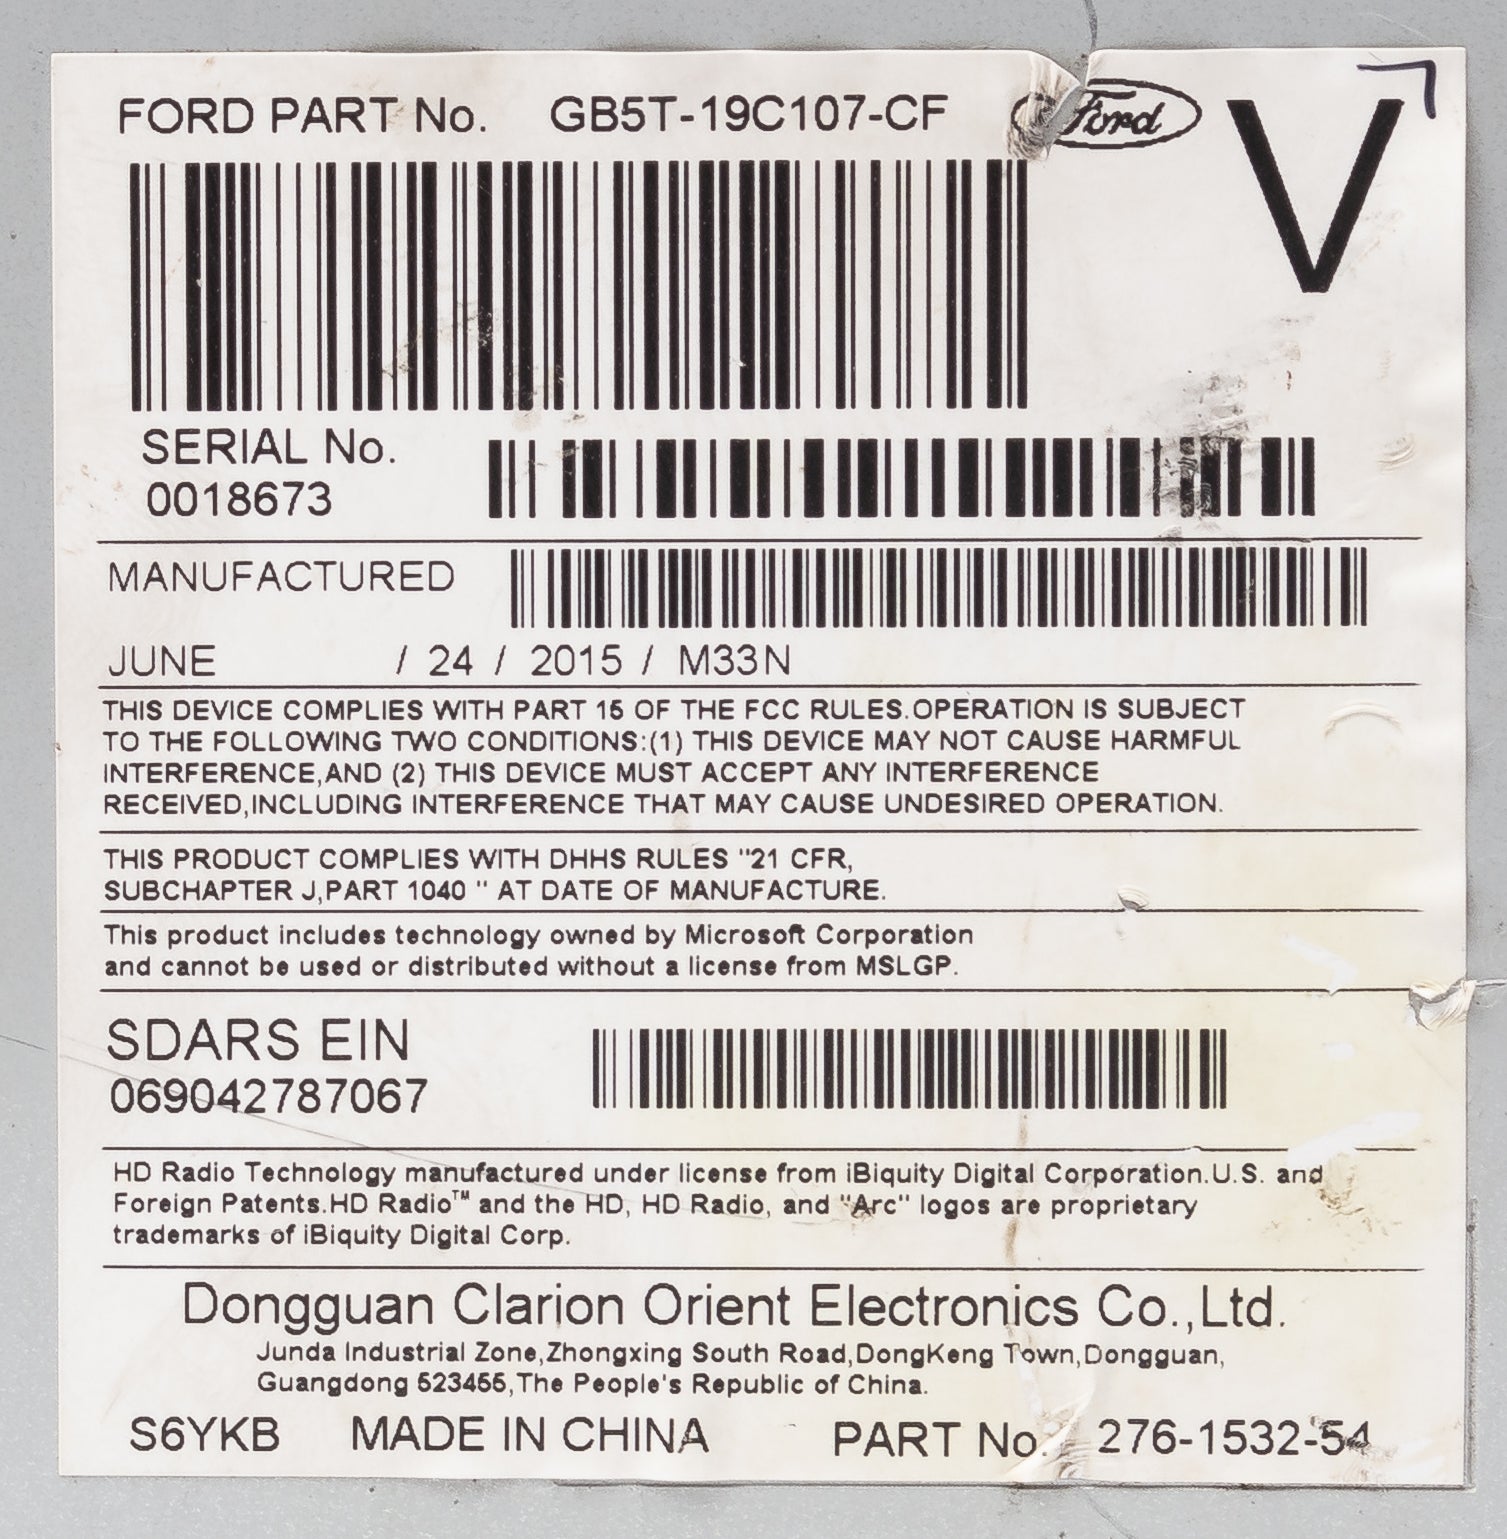 FORD PART No. GB5T-19C107-CF Ford V
SERIAL No.
0018673
MANUFACTURED
JUNE / 24 / 2015 / M33N
THIS DEVICE COMPLIES WITH PART 15 OF THE FCC RULES.OPERATION IS SUBJECT
TO THE FOLLOWING TWO CONDITIONS:(1) THIS DEVICE MAY NOT CAUSE HARMFUL
INTERFERENCE,AND (2) THIS DEVICE MUST ACCEPT ANY INTERFERENCE
RECEIVED,INCLUDING INTERFERENCE THAT MAY CAUSE UNDESIRED OPERATION.
THIS PRODUCT COMPLIES WITH DHHS RULES "21 CFR,
SUBCHAPTER J,PART 1040 " AT DATE OF MANUFACTURE.
This product includes technology owned by Microsoft Corporation
and cannot be used or distributed without a license from MSLGP.
SDARS EIN
069042787067
HD Radio Technology manufactured under license from iBiquity Digital Corporation.U.S. and
Foreign Patents.HD Radio™ and the HD, HD Radio, and "Arc" logos are proprietary
trademarks of iBiquity Digital Corp.
Dongguan Clarion Orient Electronics Co.,Ltd.
Junda Industrial Zone,Zhongxing South Road,DongKeng Town,Dongguan,
Guangdong 523455,The People's Republic of China.
S6YKB MADE IN CHINA PART No. 276-1532-54